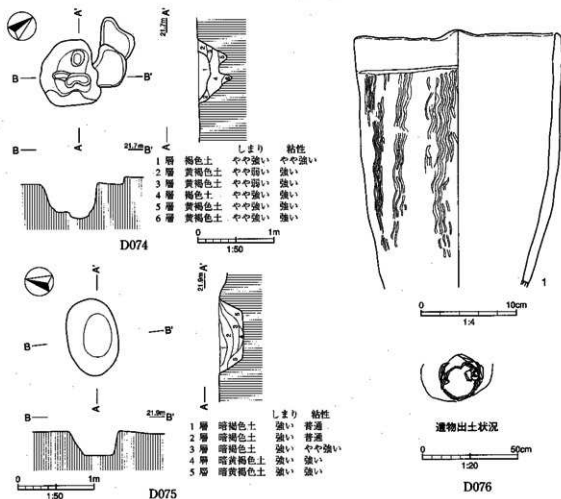 A'
A
21.7m
A'
B
B'
A
A
B
21.7m
B'
しまり 粘性
1 層 褐色土 やや強い やや強い
2 層 黄褐色土 やや弱い 強い
3 層 黄褐色土 やや弱い 強い
4 層 褐色土 やや強い 強い
5 層 黄褐色土 やや強い 強い
6 層 黄褐色土 やや強い 強い
0 1m
1:50
D074
A'
21.9m
A'
B
B'
A
A
B
21.9m
B'
しまり 粘性
1 層 暗褐色土 強い 普通
2 層 暗褐色土 強い 普通
3 層 暗褐色土 強い やや強い
4 層 暗黄褐色土 強い 強い
5 層 暗黄褐色土 強い 強い
0 1m
1:50
D075
1
0 10cm
1:4
遺物出土状況
0 50cm
1:20
D076